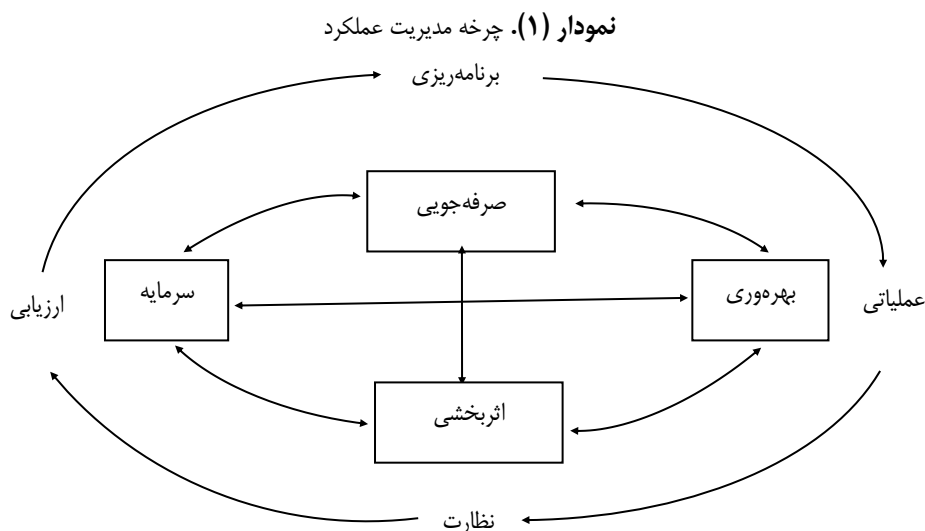 نمودار (۱). چرخه مدیریت عملکرد
برنامه‌ریزی
صرفه‌جویی
بهره‌وری
سرمایه
عملیاتی
ارزیابی
اثربخشی
نظارت